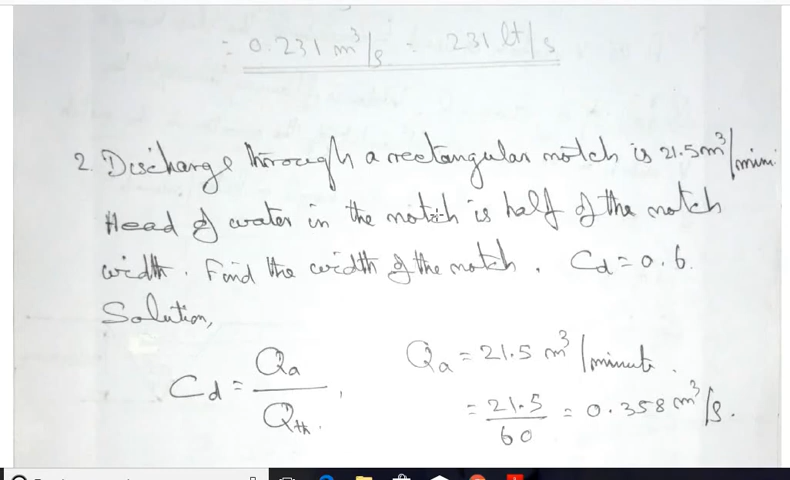 = 0.231 m³/s = 231 lt/s
2. Discharge through a rectangular notch is 21.5m³/min.
Head of water in the notch is half of the notch
width. Find the width of the notch. Cd = 0.6.
Solution,
Cd = Qa / Qth. , Qa = 21.5 m³/minute.
= 21.5 / 60 = 0.358 m³/s.